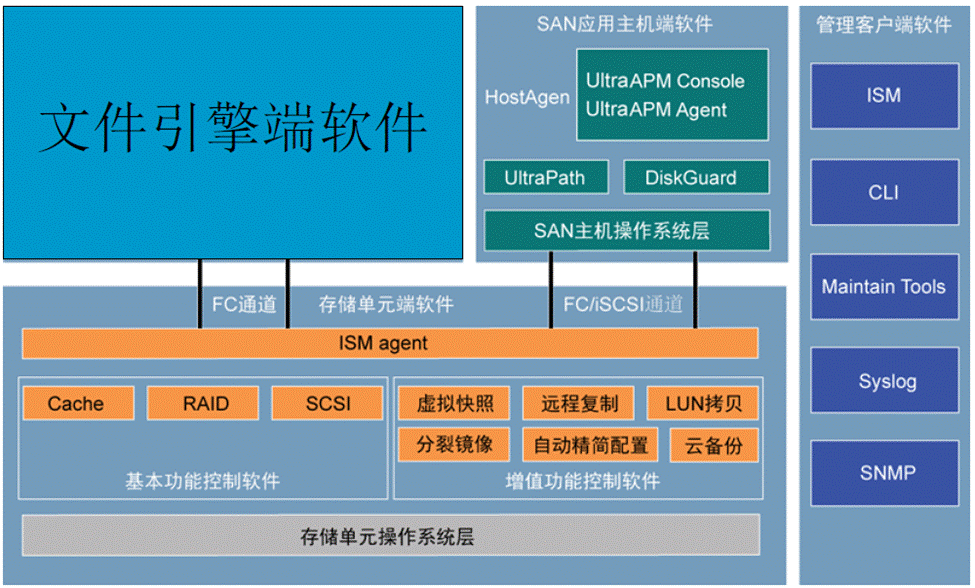 文件引擎端软件
SAN应用主机端软件
HostAgen
UltraAPM Console
UltraAPM Agent
UltraPath
DiskGuard
SAN主机操作系统层
管理客户端软件
ISM
CLI
Maintain Tools
Syslog
SNMP
FC通道
存储单元端软件
FC/iSCSI通道
ISM agent
Cache
RAID
SCSI
基本功能控制软件
虚拟快照
远程复制
LUN拷贝
分裂镜像
自动精简配置
云备份
增值功能控制软件
存储单元操作系统层